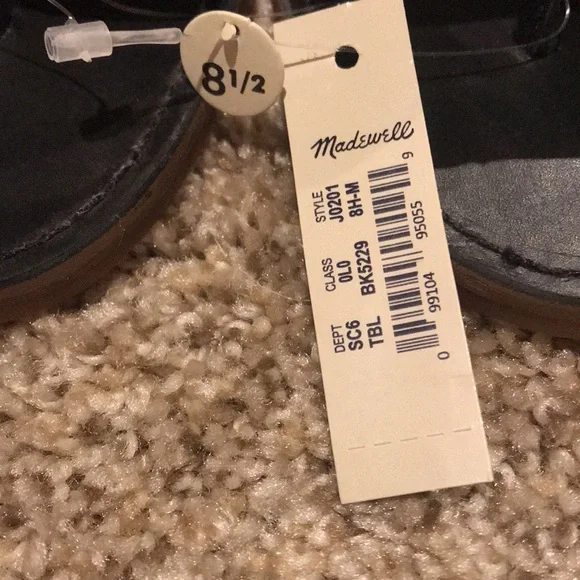 8 1/2
Madewell
DEPT CLASS STYLE
SC6 0L0 J0201
TBL BK5229 8H-M
0 99104 95055 9